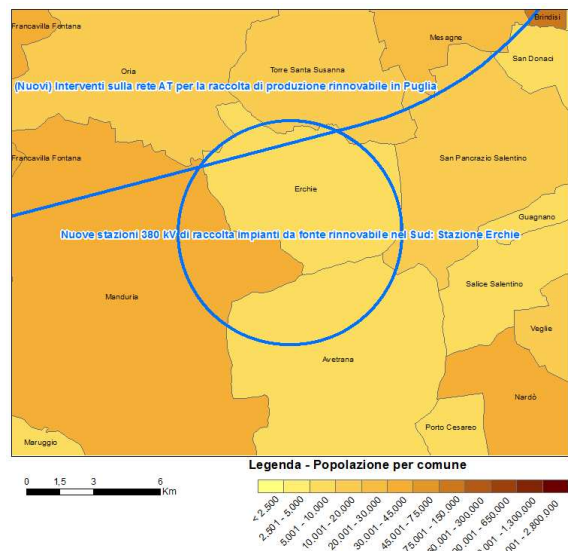 Francavilla Fontana
Brindisi
Mesagne
San Donaci
Oria
Torre Santa Susanna
(Nuovi) Interventi sulla rete AT per la raccolta di produzione rinnovabile in Puglia
Francavilla Fontana
San Pancrazio Salentino
Erchie
Guagnano
Nuove stazioni 380 kV di raccolta impianti da fonte rinnovabile nel Sud: Stazione Erchie
Salice Salentino
Manduria
Veglie
Avetrana
Nardò
Porto Cesareo
Maruggio
Legenda - Popolazione per comune
0 1,5 3 6
Km
< 2.500
2.501 - 5.000
5.001 - 10.000
10.001 - 20.000
20.001 - 30.000
30.001 - 45.000
45.001 - 75.000
75.001 - 150.000